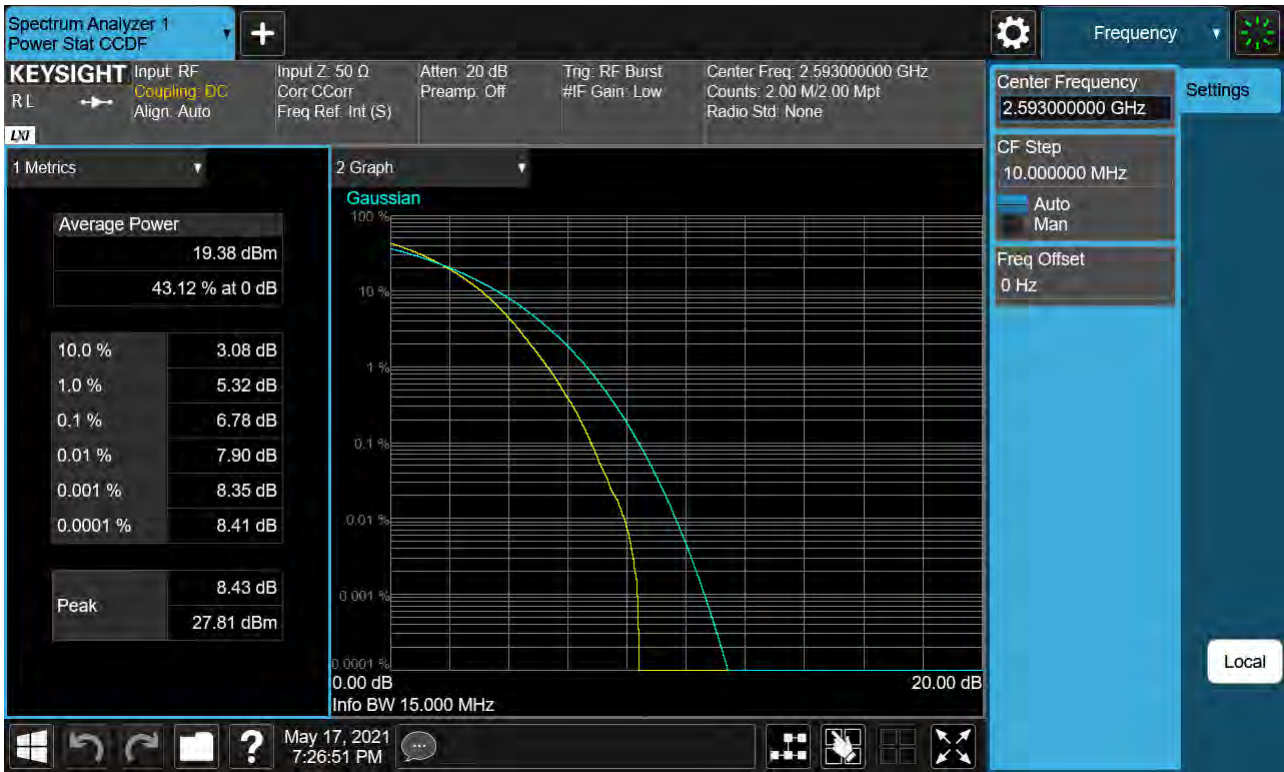 Spectrum Analyzer 1
Power Stat CCDF
Frequency
KEYSIGHT
RL
LXI
Input: RF
Coupling: DC
Align: Auto
Input Z: 50 Ω
Corr CCorr
Freq Ref: Int (S)
Atten: 20 dB
Preamp: Off
Trig: RF Burst
#IF Gain: Low
Center Freq: 2.593000000 GHz
Counts: 2.00 M/2.00 Mpt
Radio Std: None
Center Frequency
2.593000000 GHz
Settings
CF Step
10.000000 MHz
Auto
Man
Freq Offset
0 Hz
1 Metrics
Average Power
19.38 dBm
43.12 % at 0 dB
10.0 % 3.08 dB
1.0 % 5.32 dB
0.1 % 6.78 dB
0.01 % 7.90 dB
0.001 % 8.35 dB
0.0001 % 8.41 dB
Peak
8.43 dB
27.81 dBm
2 Graph
Gaussian
100 %
10 %
1 %
0.1 %
0.01 %
0.001 %
0.0001 %
0.00 dB 20.00 dB
Info BW 15.000 MHz
Local
?
May 17, 2021
7:26:51 PM